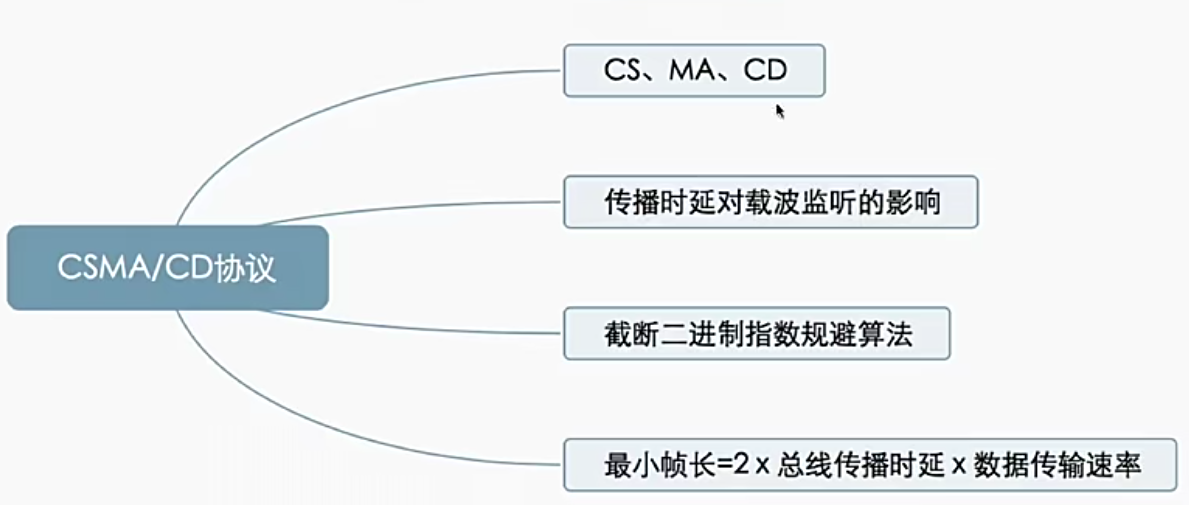 CS、MA、CD
传播时延对载波监听的影响
CSMA/CD协议
截断二进制指数规避算法
最小帧长=2 x 总线传播时延 x 数据传输速率